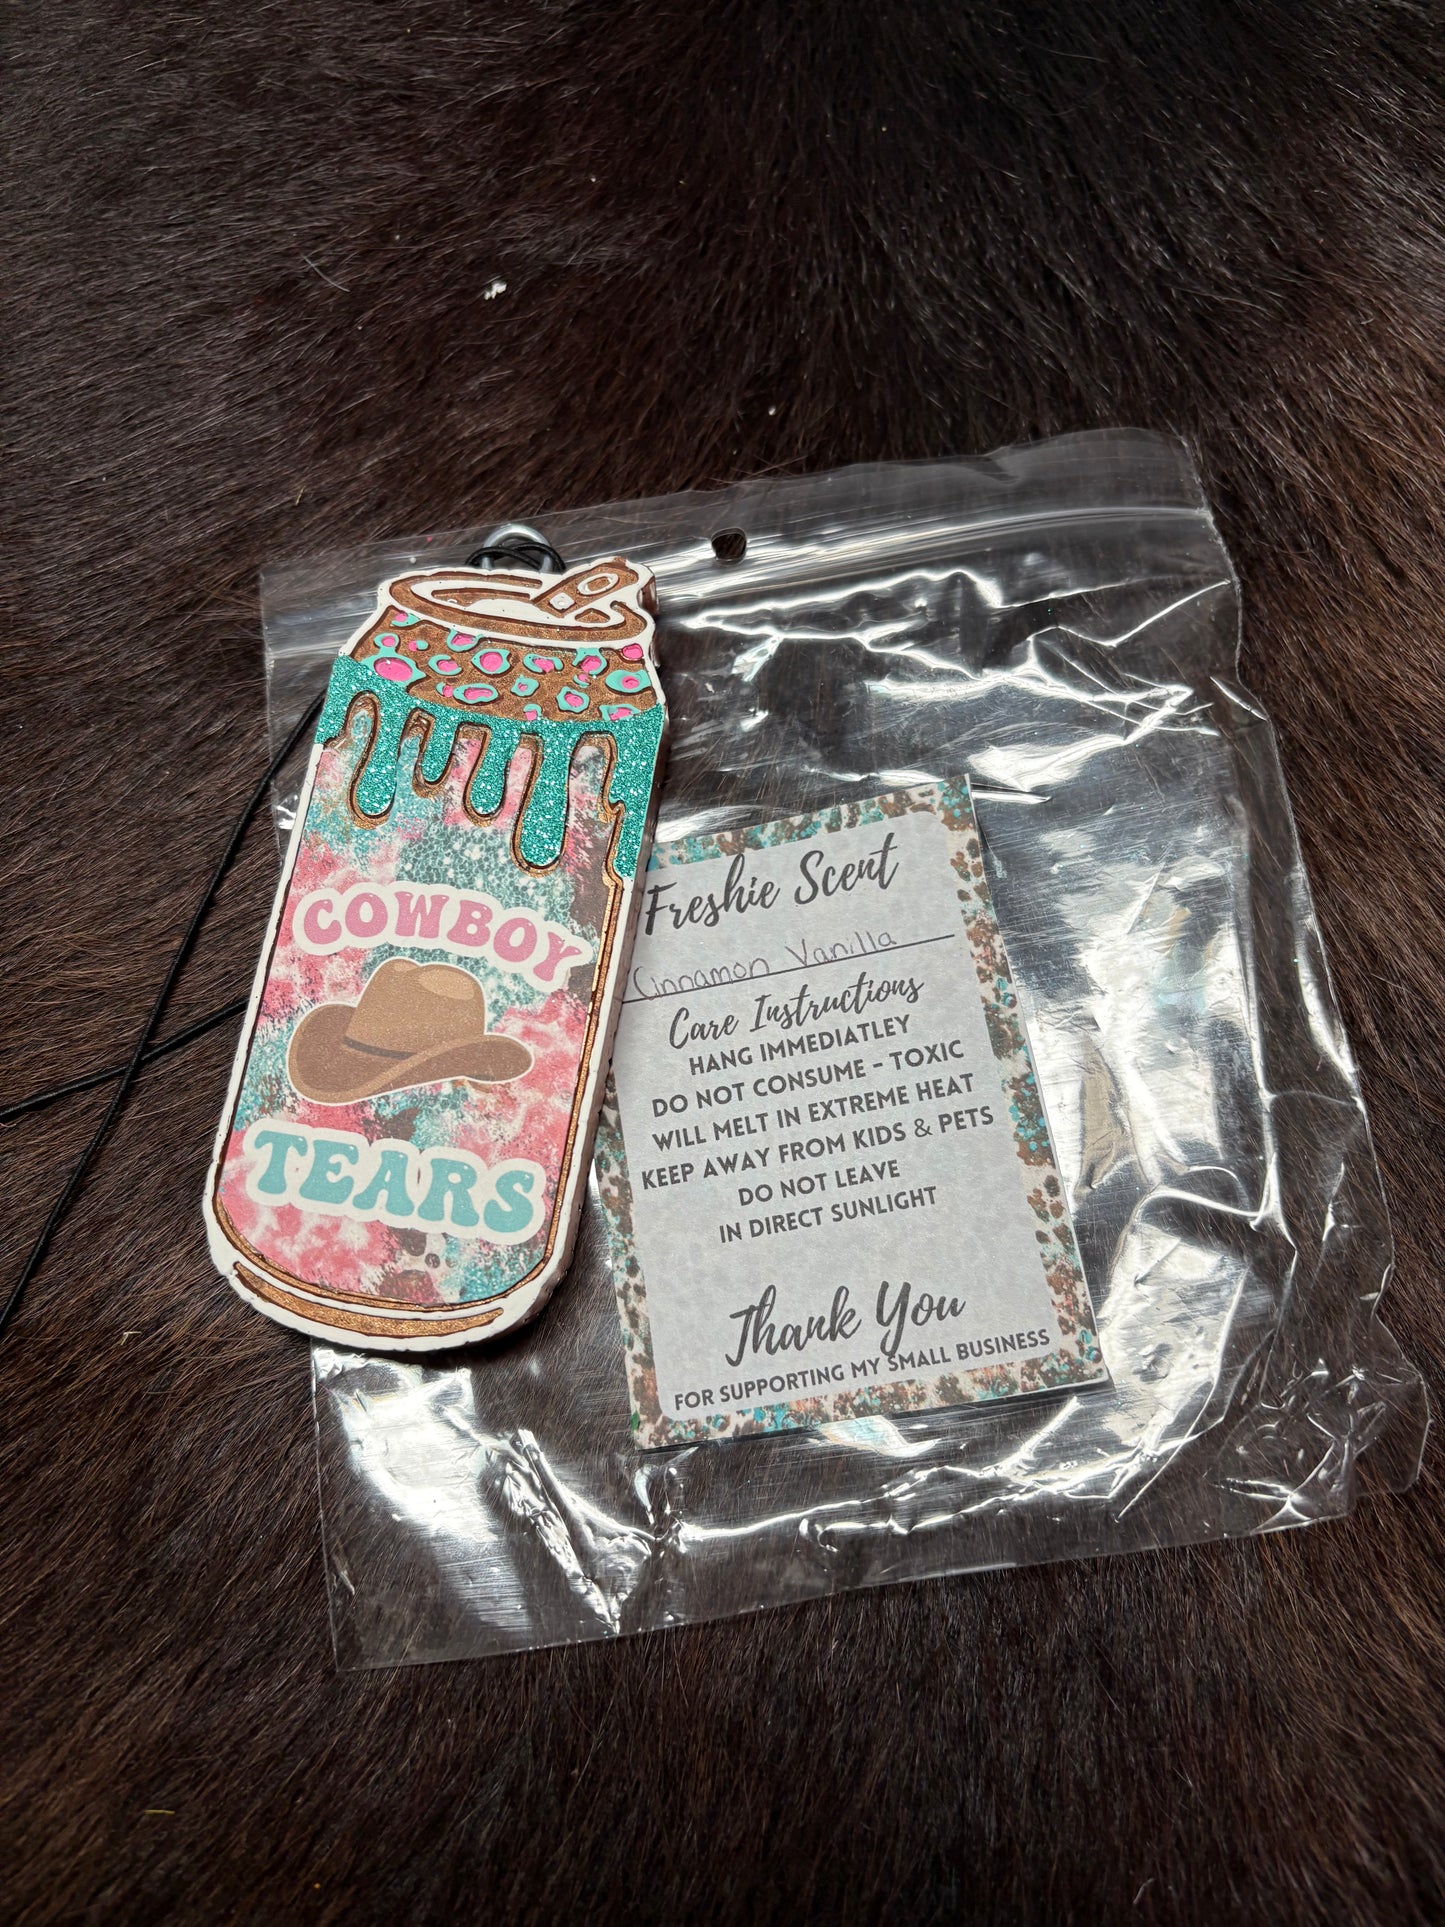 COWBOY
TEARS
Freshie Scent
Cinnamon Vanilla
Care Instructions
HANG IMMEDIATLEY
DO NOT CONSUME - TOXIC
WILL MELT IN EXTREME HEAT
KEEP AWAY FROM KIDS & PETS
DO NOT LEAVE
IN DIRECT SUNLIGHT
Thank You
FOR SUPPORTING MY SMALL BUSINESS